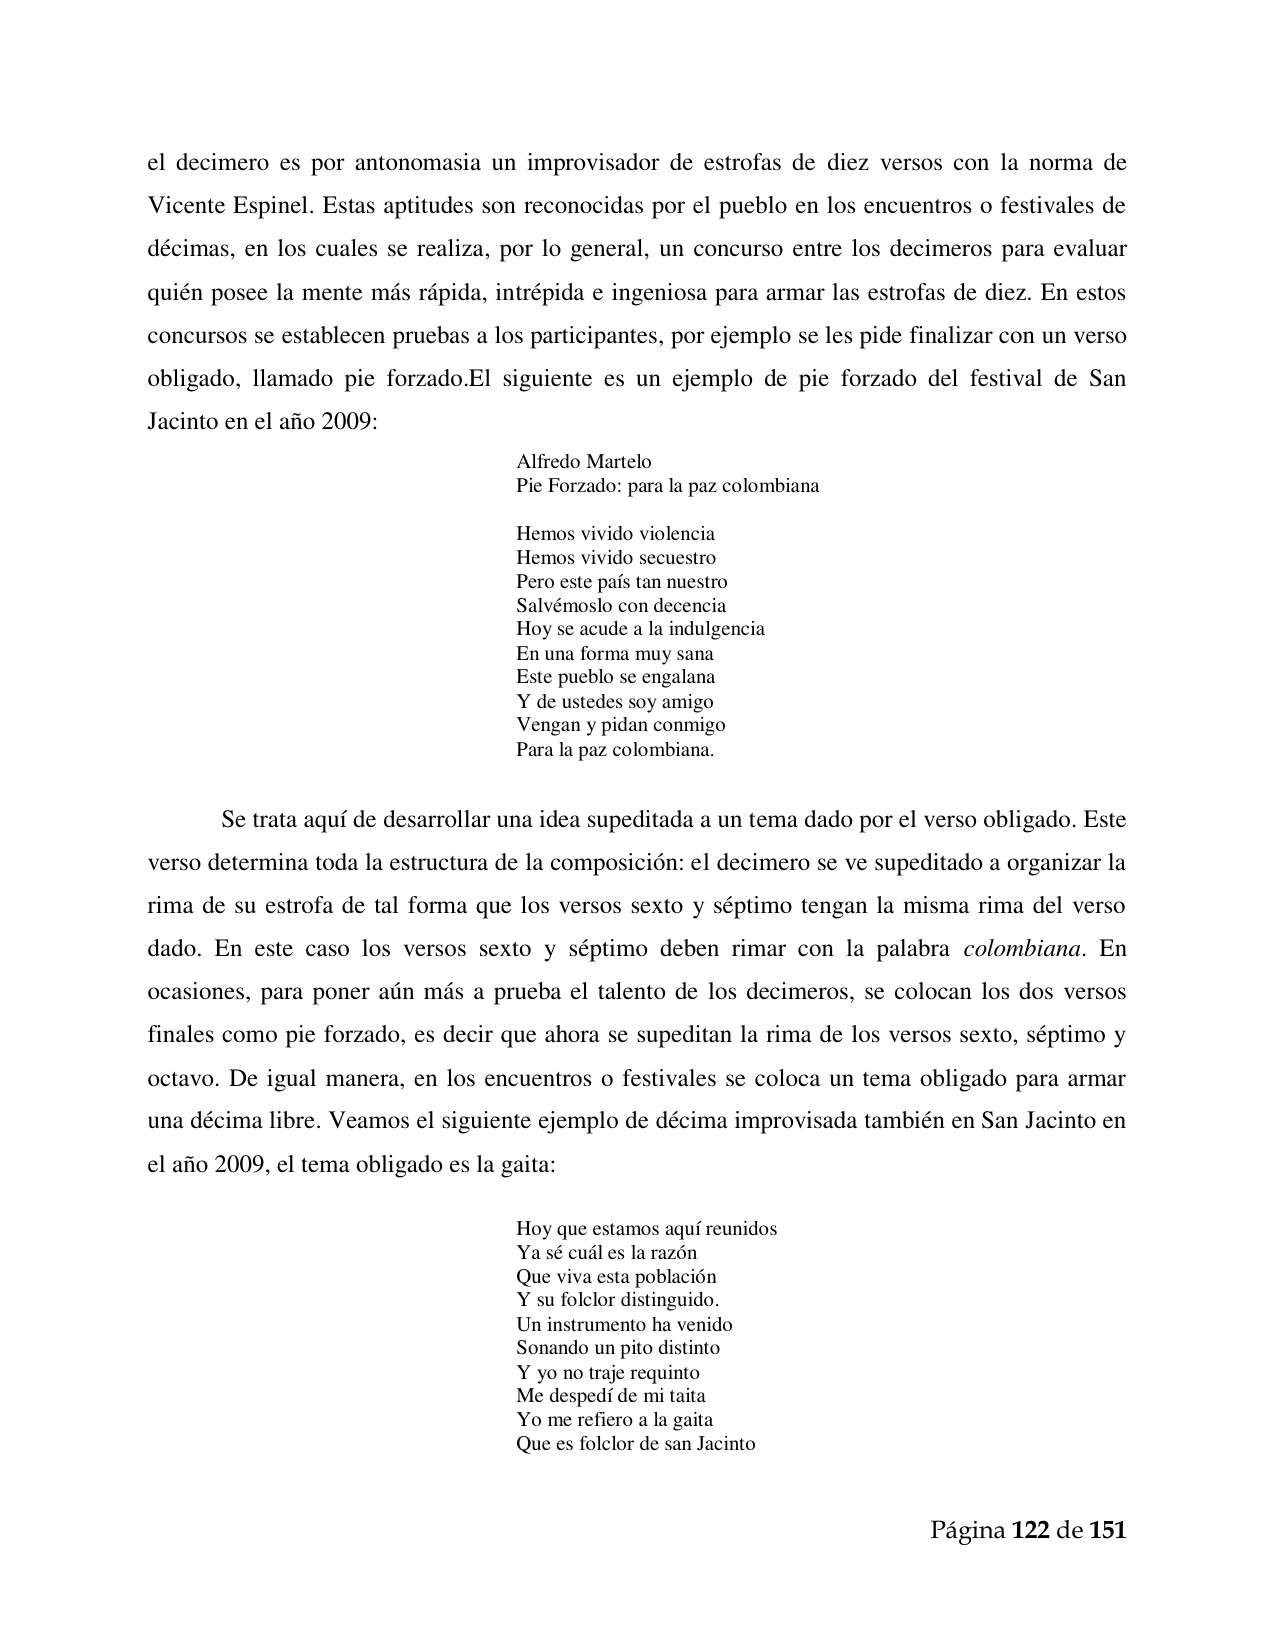 el decimero es por antonomasia un improvisador de estrofas de diez versos con la norma de
Vicente Espinel. Estas aptitudes son reconocidas por el pueblo en los encuentros o festivales de
décimas, en los cuales se realiza, por lo general, un concurso entre los decimeros para evaluar
quién posee la mente más rápida, intrépida e ingeniosa para armar las estrofas de diez. En estos
concursos se establecen pruebas a los participantes, por ejemplo se les pide finalizar con un verso
obligado, llamado pie forzado.El siguiente es un ejemplo de pie forzado del festival de San
Jacinto en el año 2009:
Alfredo Martelo
Pie Forzado: para la paz colombiana
Hemos vivido violencia
Hemos vivido secuestro
Pero este país tan nuestro
Salvémoslo con decencia
Hoy se acude a la indulgencia
En una forma muy sana
Este pueblo se engalana
Y de ustedes soy amigo
Vengan y pidan conmigo
Para la paz colombiana.
Se trata aquí de desarrollar una idea supeditada a un tema dado por el verso obligado. Este
verso determina toda la estructura de la composición: el decimero se ve supeditado a organizar la
rima de su estrofa de tal forma que los versos sexto y séptimo tengan la misma rima del verso
dado. En este caso los versos sexto y séptimo deben rimar con la palabra colombiana. En
ocasiones, para poner aún más a prueba el talento de los decimeros, se colocan los dos versos
finales como pie forzado, es decir que ahora se supeditan la rima de los versos sexto, séptimo y
octavo. De igual manera, en los encuentros o festivales se coloca un tema obligado para armar
una décima libre. Veamos el siguiente ejemplo de décima improvisada también en San Jacinto en
el año 2009, el tema obligado es la gaita:
Hoy que estamos aquí reunidos
Ya sé cuál es la razón
Que viva esta población
Y su folclor distinguido.
Un instrumento ha venido
Sonando un pito distinto
Y yo no traje requinto
Me despedí de mi taita
Yo me refiero a la gaita
Que es folclor de san Jacinto
Página 122 de 151